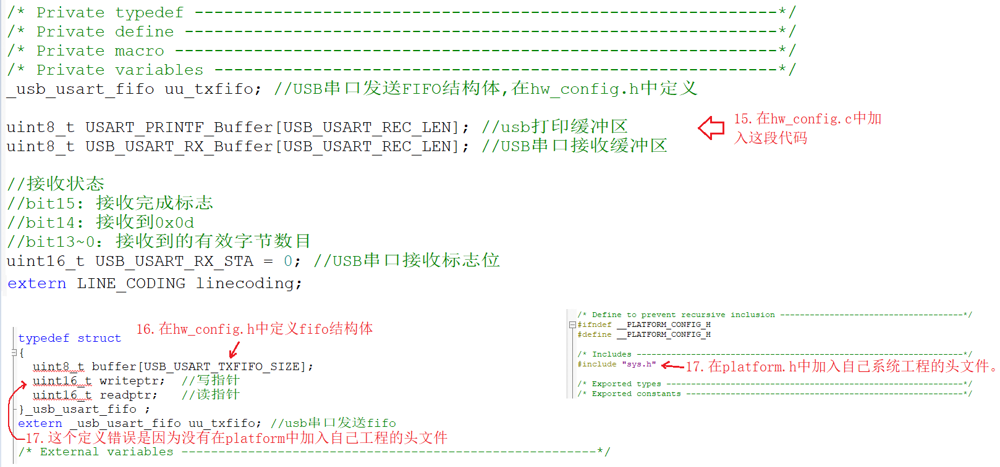 /* Private typedef -----------------------------------------------------------*/
/* Private define ------------------------------------------------------------*/
/* Private macro -------------------------------------------------------------*/
/* Private variables ---------------------------------------------------------*/
_usb_usart_fifo uu_txfifo; //USB串口发送FIFO结构体,在hw_config.h中定义
uint8_t USART_PRINTF_Buffer[USB_USART_REC_LEN]; //usb打印缓冲区
uint8_t USB_USART_RX_Buffer[USB_USART_REC_LEN]; //USB串口接收缓冲区
15.在hw_config.c中加
入这段代码
//接收状态
//bit15: 接收完成标志
//bit14: 接收到0x0d
//bit13~0: 接收到的有效字节数目
uint16_t USB_USART_RX_STA = 0; //USB串口接收标志位
extern LINE_CODING linecoding;
16.在hw_config.h中定义fifo结构体
typedef struct
{
uint8_t buffer[USB_USART_TXFIFO_SIZE];
uint16_t writeptr; //写指针
uint16_t readptr; //读指针
}_usb_usart_fifo ;
extern _usb_usart_fifo uu_txfifo; //usb串口发送fifo
17.这个定义错误是因为没有在platform中加入自己工程的头文件
/* External variables ---------------------------------------------------------*/
/* Define to prevent recursive inclusion -------------------------------------*/
#ifndef __PLATFORM_CONFIG_H
#define __PLATFORM_CONFIG_H
/* Includes ------------------------------------------------------------------*/
#include "sys.h"
17.在platform.h中加入自己系统工程的头文件。
/* Exported types ------------------------------------------------------------*/
/* Exported constants --------------------------------------------------------*/